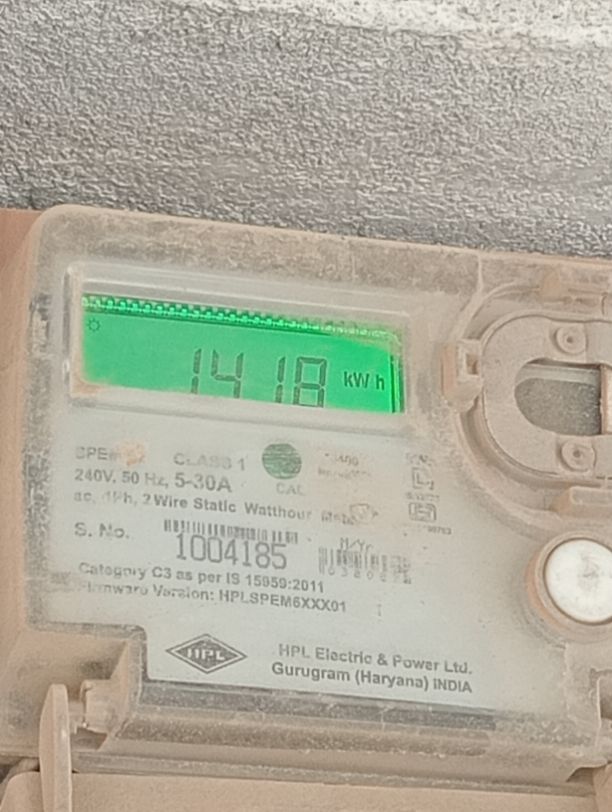 1418 kWh
CLASS 1
240V, 50 Hz, 5-30A
CAL
ac, 1Ph, 2 Wire Static Watthour
S. No.
1004185
Category C3 as per IS 15959:2011
Firmware Version: HPLSPEM6XXX01
HPL
HPL Electric & Power Ltd.
Gurugram (Haryana) INDIA